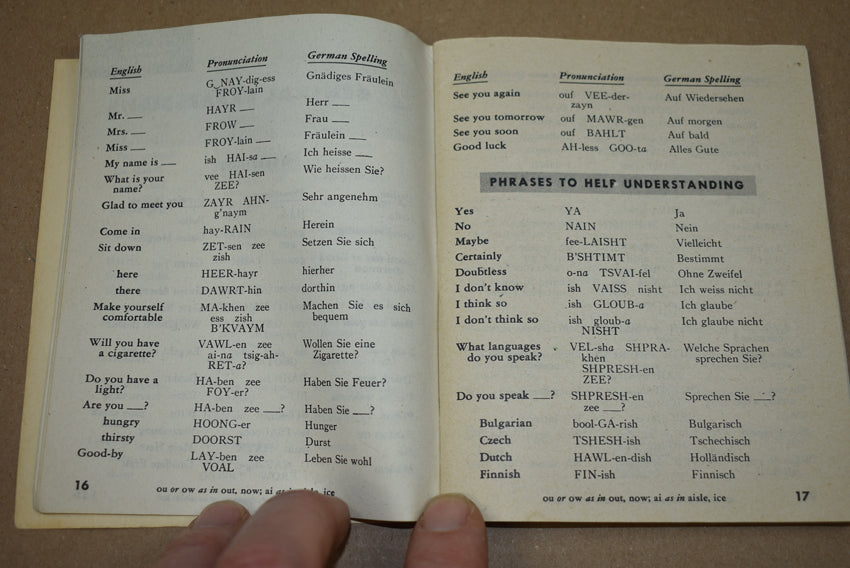 English Pronunciation German Spelling
Miss G_NAY-dig-ess Gnädiges Fräulein
FROY-lain
Mr. ___ HAYR ___ Herr ___
Mrs. ___ FROW ___ Frau ___
Miss ___ FROY-lain ___ Fräulein ___
My name is ___ ish HAI-sa ___ Ich heisse ___
What is your vee HAI-sen Wie heissen Sie?
name? ZEE?
Glad to meet you ZAYR AHN- Sehr angenehm
g'naym
Come in hay-RAIN Herein
Sit down ZET-sen zee Setzen Sie sich
zish
here HEER-hayr hierher
there DAWRT-hin dorthin
Make yourself MA-khen zee Machen Sie es sich
comfortable ess zish bequem
B'KVAYM
Will you have VAWL-en zee Wollen Sie eine
a cigarette? ai-na tsig-ah- Zigarette?
RET-a?
Do you have a HA-ben zee Haben Sie Feuer?
light? FOY-er?
Are you ___? HA-ben zee ___? Haben Sie ___?
hungry HOONG-er Hunger
thirsty DOORST Durst
Good-by LAY-ben zee Leben Sie wohl
VOAL
16 ou or ow as in out, now; ai as in aisle, ice
English Pronunciation German Spelling
See you again ouf VEE-der- Auf Wiedersehen
zayn
See you tomorrow ouf MAWR-gen Auf morgen
See you soon ouf BAHLT Auf bald
Good luck AH-less GOO-ta Alles Gute
PHRASES TO HELP UNDERSTANDING
Yes YA Ja
No NAIN Nein
Maybe fee-LAISHT Vielleicht
Certainly B'SHTIMT Bestimmt
Doubtless o-na TSVAI-fel Ohne Zweifel
I don't know ish VAISS nisht Ich weiss nicht
I think so ish GLOUB-a Ich glaube
I don't think so ish gloub-a Ich glaube nicht
NISHT
What languages VEL-sha SHPRA- Welche Sprachen
do you speak? khen sprechen Sie?
SHPRESH-en
ZEE?
Do you speak ___? SHPRESH-en Sprechen Sie ___?
zee ___?
Bulgarian bool-GA-rish Bulgarisch
Czech TSHESH-ish Tschechisch
Dutch HAWL-en-dish Holländisch
Finnish FIN-ish Finnisch
ou or ow as in out, now; ai as in aisle, ice 17